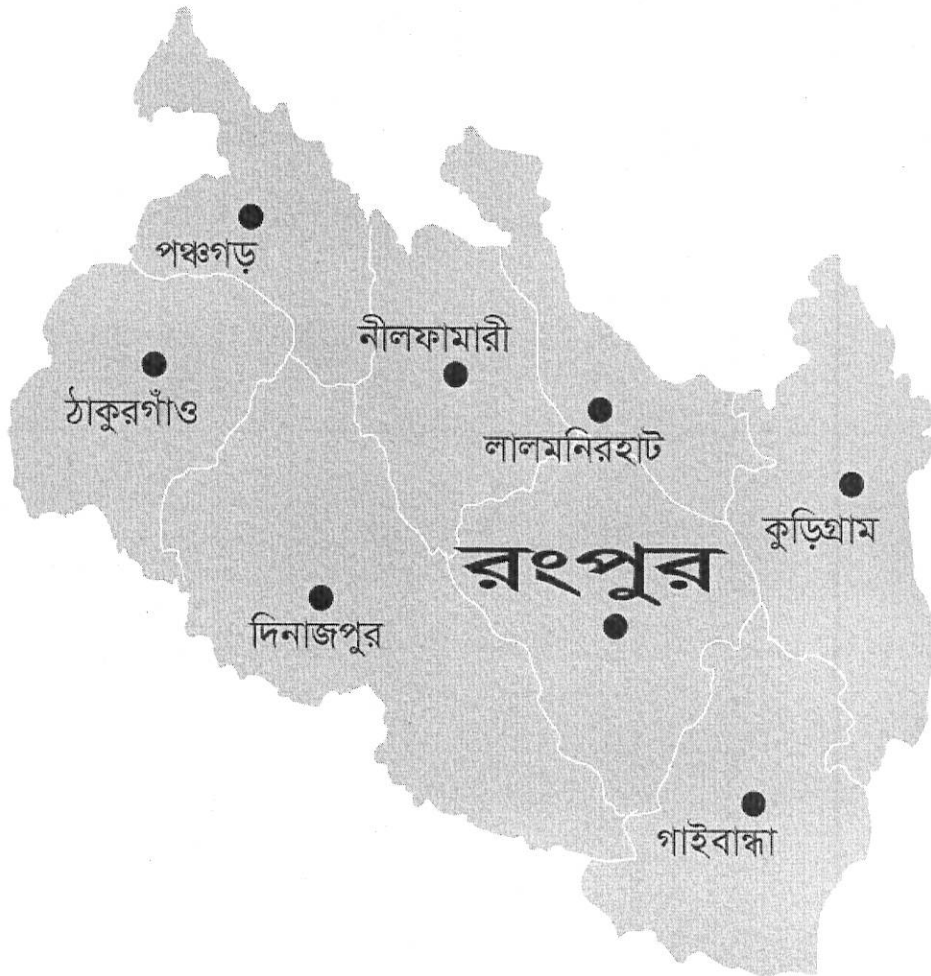 পঞ্চগড়
নীলফামারী
ঠাকুরগাঁও
লালমনিরহাট
কুড়িগ্রাম
রংপুর
দিনাজপুর
গাইবান্ধা